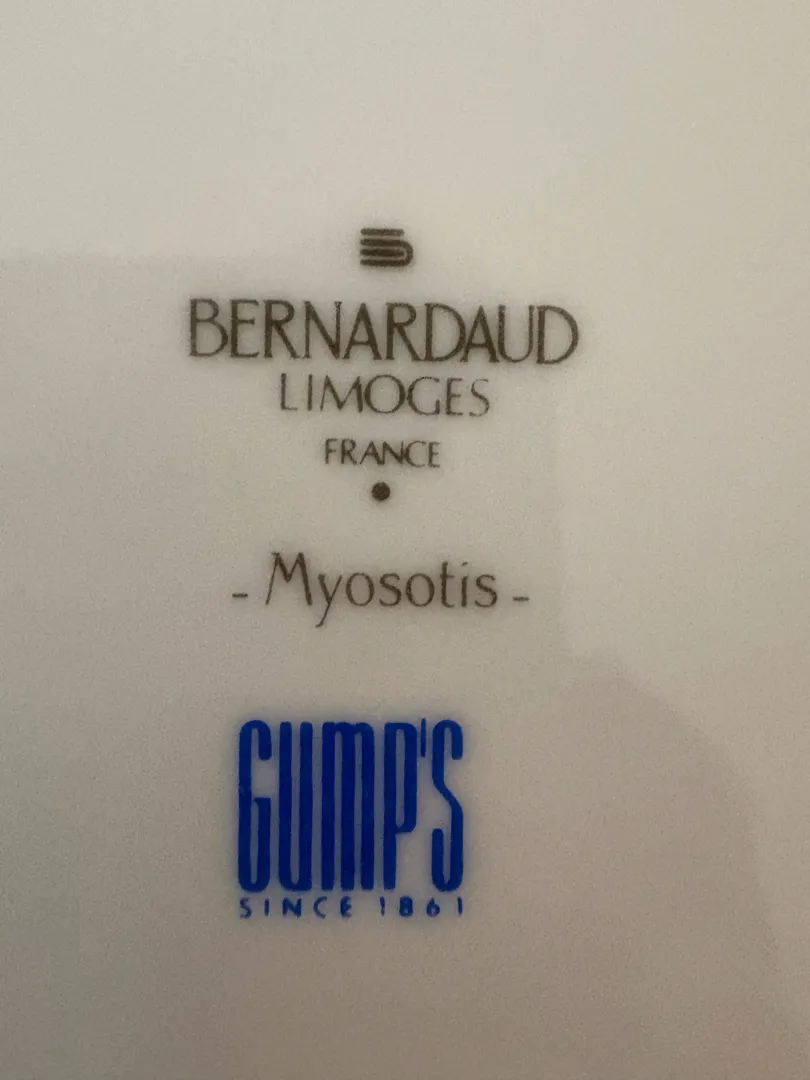 BERNARDAUD
LIMOGES
FRANCE
- Myosotis -
GUMP'S
SINCE 1861